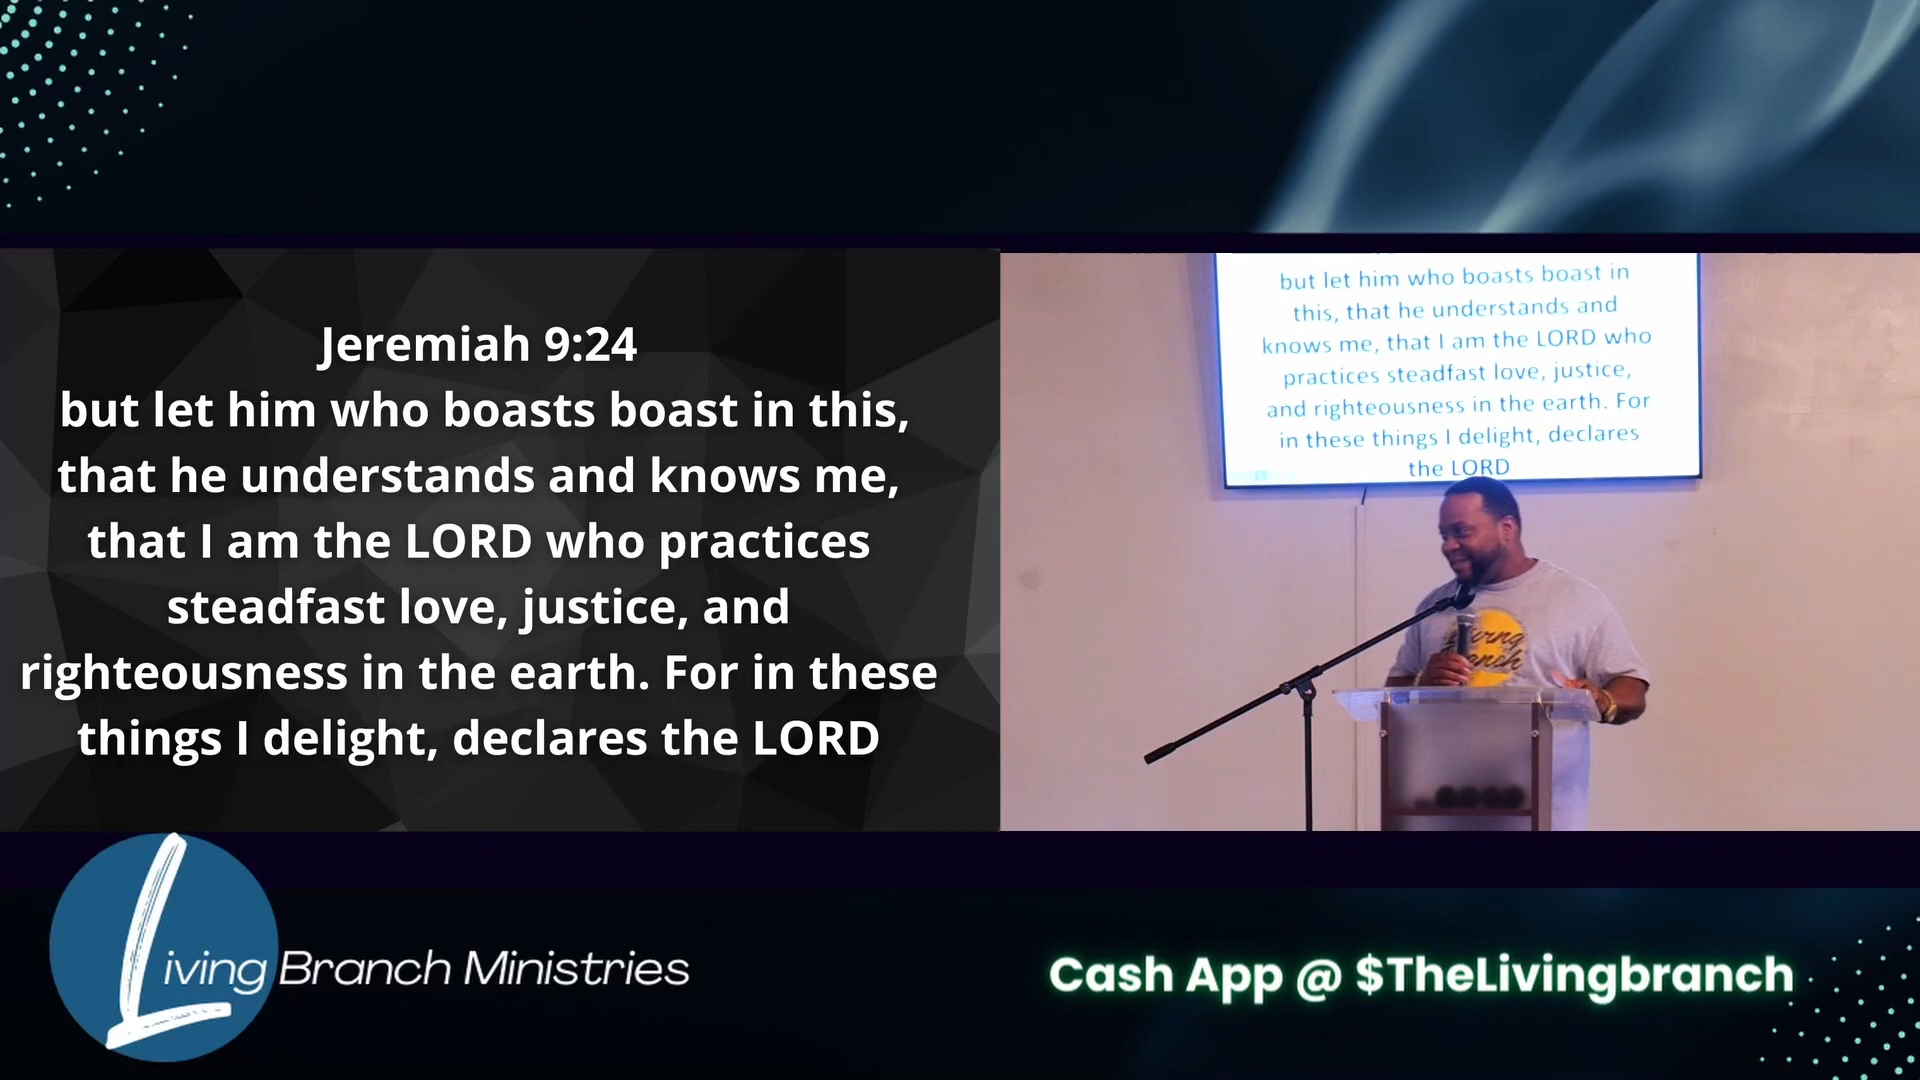 Jeremiah 9:24
but let him who boasts boast in this,
that he understands and knows me,
that I am the LORD who practices
steadfast love, justice, and
righteousness in the earth. For in these
things I delight, declares the LORD
but let him who boasts boast in
this, that he understands and
knows me, that I am the LORD who
practices steadfast love, justice,
and righteousness in the earth. For
in these things I delight, declares
the LORD
Living
Branch
Living Branch Ministries
Cash App @ $TheLivingbranch